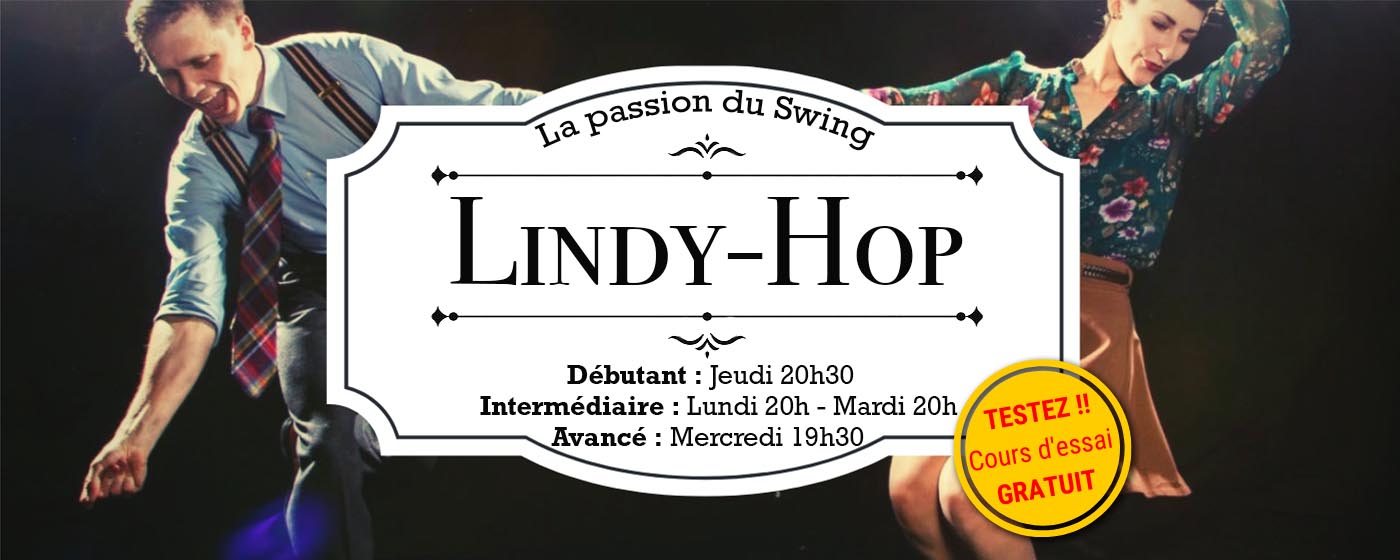 La passion du Swing
Lindy-Hop
Débutant : Jeudi 20h30
Intermédiaire : Lundi 20h - Mardi 20h
Avancé : Mercredi 19h30
TESTEZ !!
Cours d'essai
GRATUIT